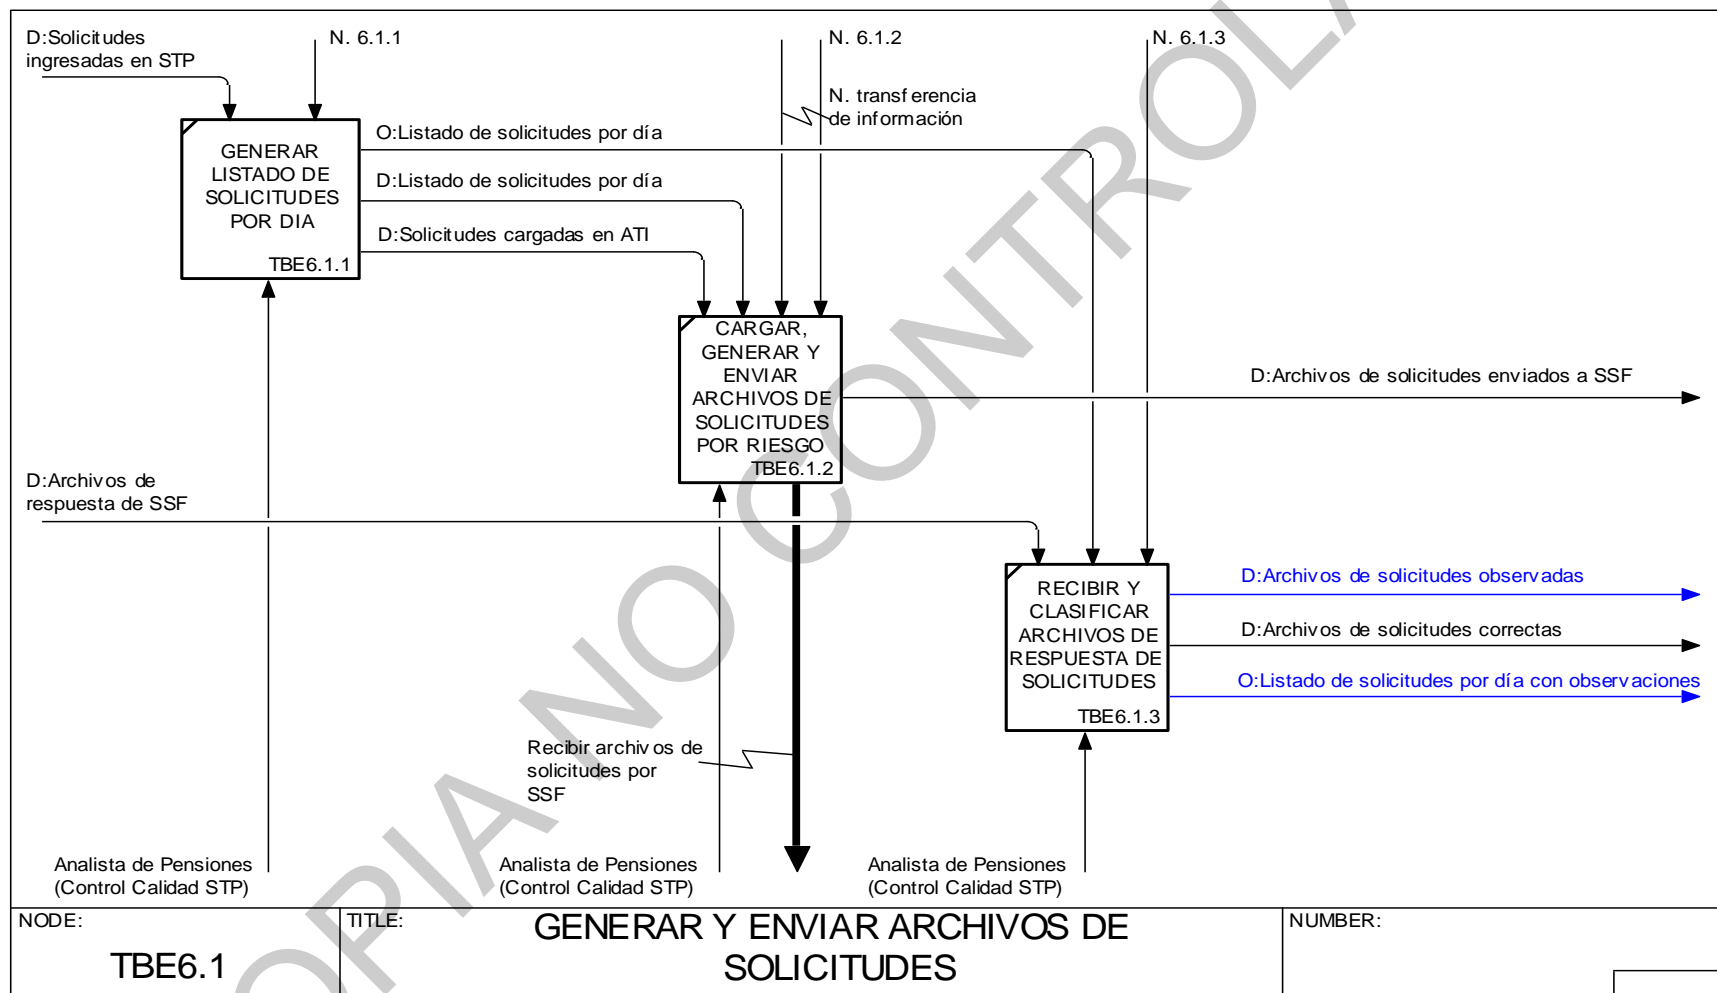 D:Solicitudes
ingresadas en STP
N. 6.1.1
N. 6.1.2
N. 6.1.3
N. transferencia
de información
GENERAR
LISTADO DE
SOLICITUDES
POR DIA
TBE6.1.1
O:Listado de solicitudes por día
D:Listado de solicitudes por día
D:Solicitudes cargadas en ATI
CARGAR,
GENERAR Y
ENVIAR
ARCHIVOS DE
SOLICITUDES
POR RIESGO
TBE6.1.2
D:Archivos de solicitudes enviados a SSF
D:Archivos de
respuesta de SSF
RECIBIR Y
CLASIFICAR
ARCHIVOS DE
RESPUESTA DE
SOLICITUDES
TBE6.1.3
D:Archivos de solicitudes observadas
D:Archivos de solicitudes correctas
O:Listado de solicitudes por día con observaciones
Recibir archivos de
solicitudes por
SSF
Analista de Pensiones
(Control Calidad STP)
Analista de Pensiones
(Control Calidad STP)
Analista de Pensiones
(Control Calidad STP)
NODE:
TBE6.1
TITLE:
GENERAR Y ENVIAR ARCHIVOS DE
SOLICITUDES
NUMBER:
OPIA NO CONTROLA